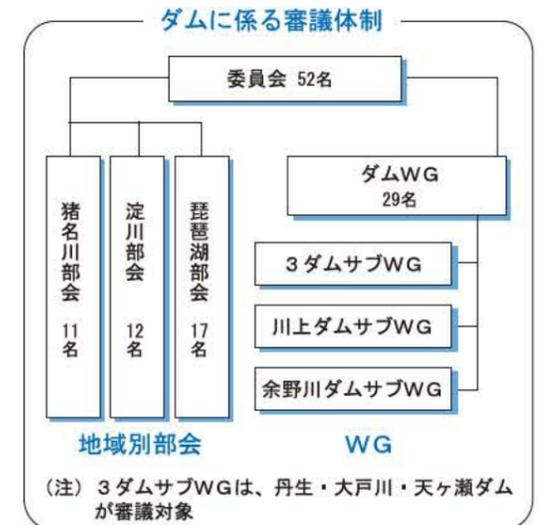 ダムに係る審議体制
委員会 52名
猪名川部会 11名
淀川部会 12名
琵琶湖部会 17名
ダムWG
29名
3ダムサブWG
川上ダムサブWG
余野川ダムサブWG
地域別部会
WG
(注) 3ダムサブWGは、丹生・大戸川・天ヶ瀬ダム
が審議対象